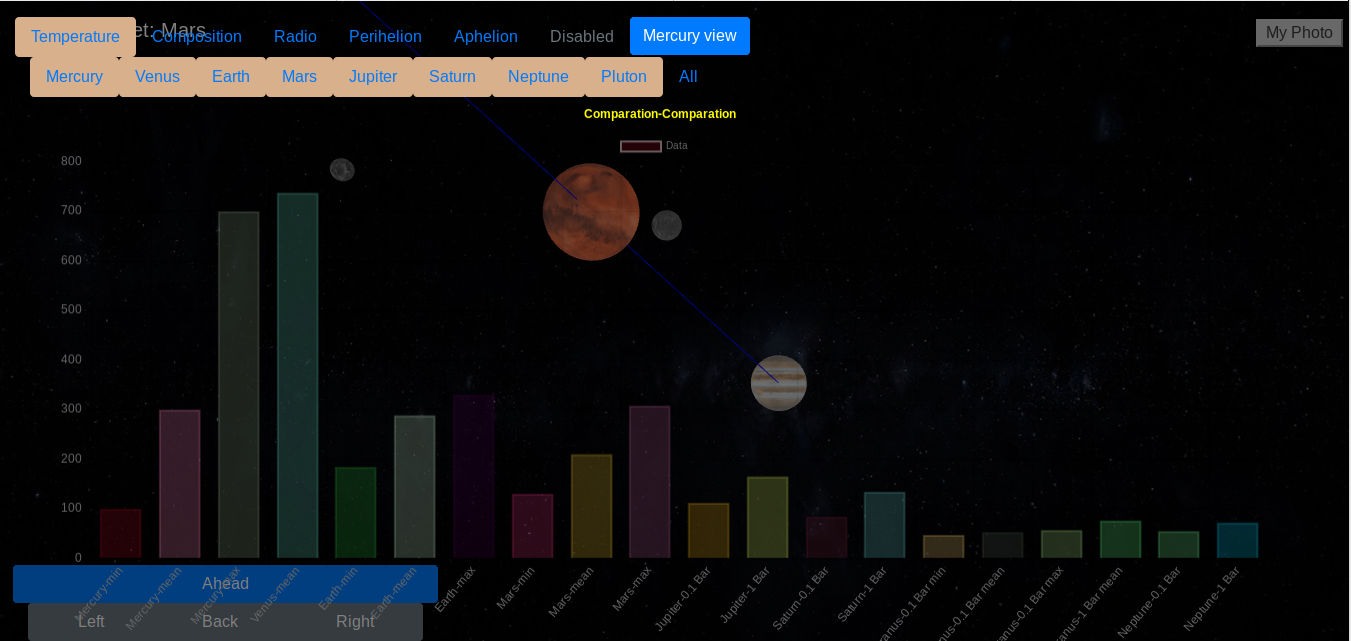 et: Mars
Temperature Composition Radio Perihelion Aphelion Disabled Mercury view
My Photo
Mercury Venus Earth Mars Jupiter Saturn Neptune Pluton All
Comparation-Comparation
Data
800
700
600
500
400
300
200
100
0
Mercury-min
Mercury-mean
Mercury-max
Venus-mean
Earth-min
Earth-mean
Earth-max
Mars-min
Mars-mean
Mars-max
Jupiter-0.1 Bar
Jupiter-1 Bar
Saturn-0.1 Bar
Saturn-1 Bar
ranus-0.1 Bar min
nus-0.1 Bar mean
anus-0.1 Bar max
anus-1 Bar mean
Neptune-0.1 Bar
Neptune-1 Bar
Ahead
Left Back Right